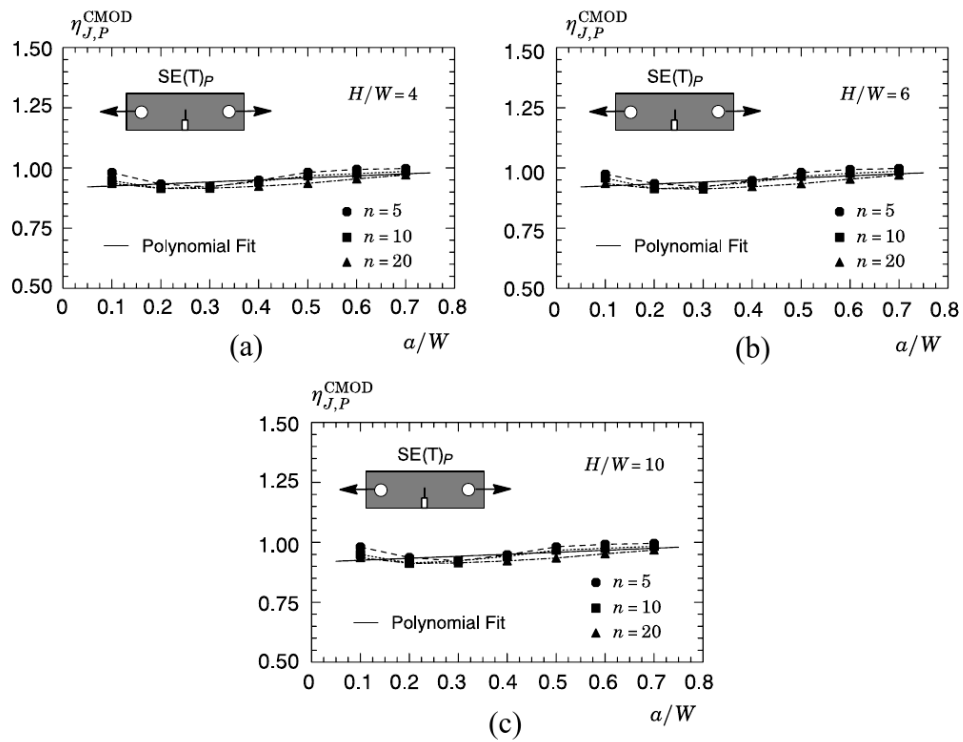 η_{J,P}^{CMOD}
1.50
SE(T)_P
H/W = 4
1.25
1.00
n = 5
0.75
n = 10
Polynomial Fit
n = 20
0.50
0 0.1 0.2 0.3 0.4 0.5 0.6 0.7 0.8
(a) a/W
η_{J,P}^{CMOD}
1.50
SE(T)_P
H/W = 6
1.25
1.00
n = 5
0.75
n = 10
Polynomial Fit
n = 20
0.50
0 0.1 0.2 0.3 0.4 0.5 0.6 0.7 0.8
(b) a/W
η_{J,P}^{CMOD}
1.50
SE(T)_P
H/W = 10
1.25
1.00
n = 5
0.75
n = 10
Polynomial Fit
n = 20
0.50
0 0.1 0.2 0.3 0.4 0.5 0.6 0.7 0.8
(c) a/W